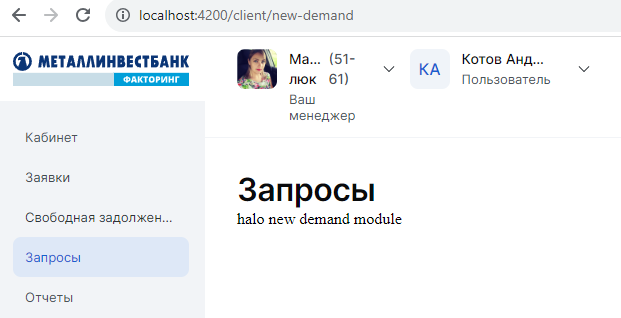 localhost:4200/client/new-demand
МЕТАЛЛИНВЕСТБАНК
ФАКТОРИНГ
Ма... (51-
люк 61)
Ваш
менеджер
КА
Котов Анд...
Пользователь
Кабинет
Заявки
Свободная задолжен...
Запросы
Отчеты
Запросы
halo new demand module